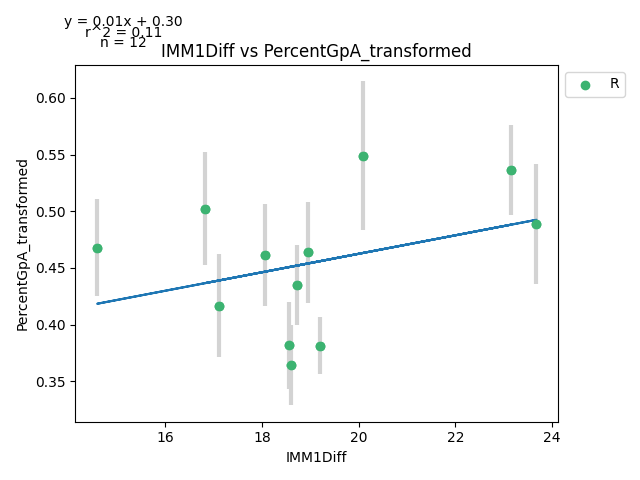 y = 0.01x + 0.30
r^2 = 0.11
n = 12
IMM1Diff vs PercentGpA_transformed
R
PercentGpA_transformed
0.60
0.55
0.50
0.45
0.40
0.35
16 18 20 22 24
IMM1Diff